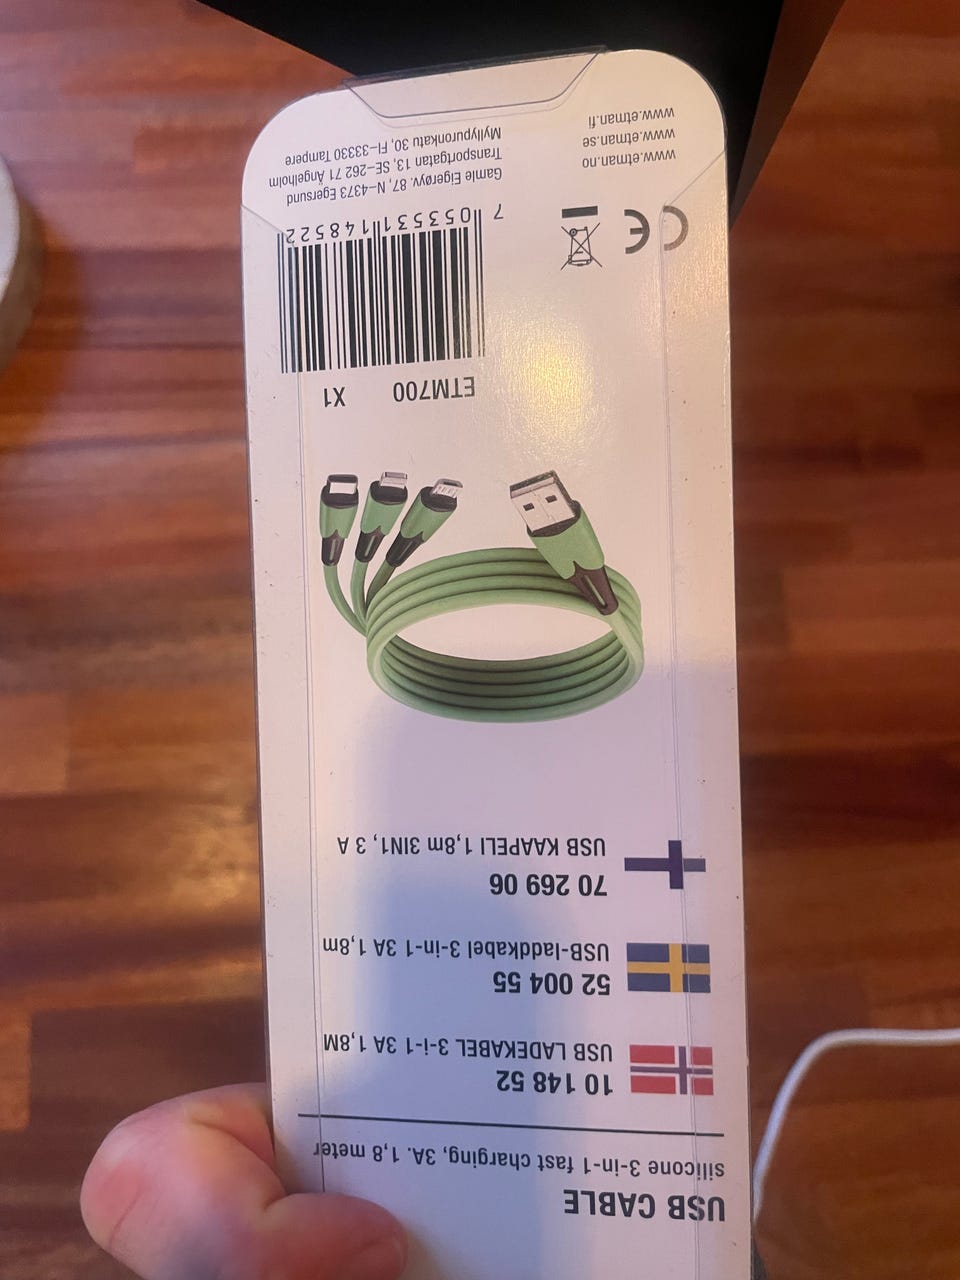 USB CABLE
silicone 3-in-1 fast charging, 3A. 1,8 meter
10 148 52
USB LADEKABEL 3-i-1 3A 1,8M
52 004 55
USB-laddkabel 3-in-1 3A 1,8m
70 269 06
USB KAAPELI 1,8m 3IN1, 3 A
ETM700 X1
7 053531 148522
CE
www.etman.no
www.etman.se
www.etman.fi
Gamle Eigerøyv. 87, N-4373 Egersund
Transportgatan 13, SE-262 71 Ängelholm
Myllypuronkatu 30, FI-33330 Tampere